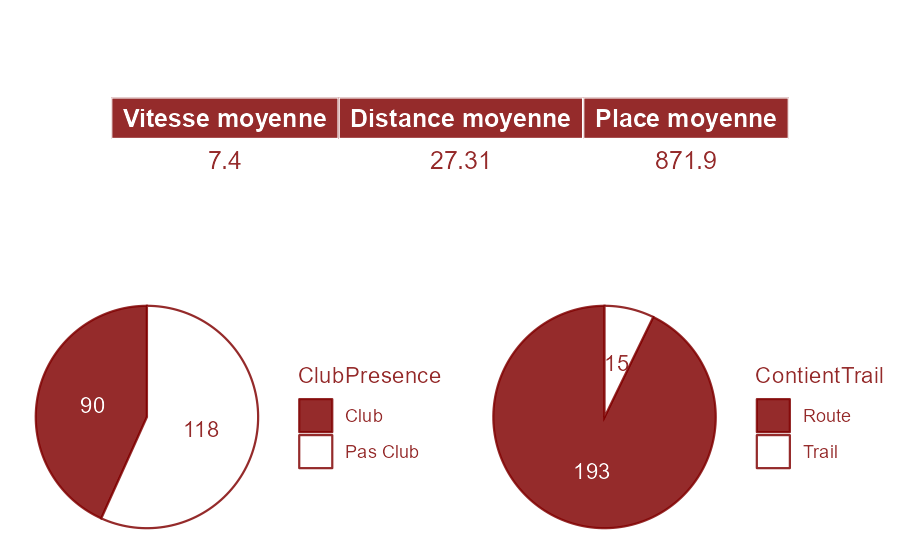 Vitesse moyenne Distance moyenne Place moyenne
7.4 27.31 871.9
ClubPresence
Club
Pas Club
90
118
ContientTrail
Route
Trail
15
193